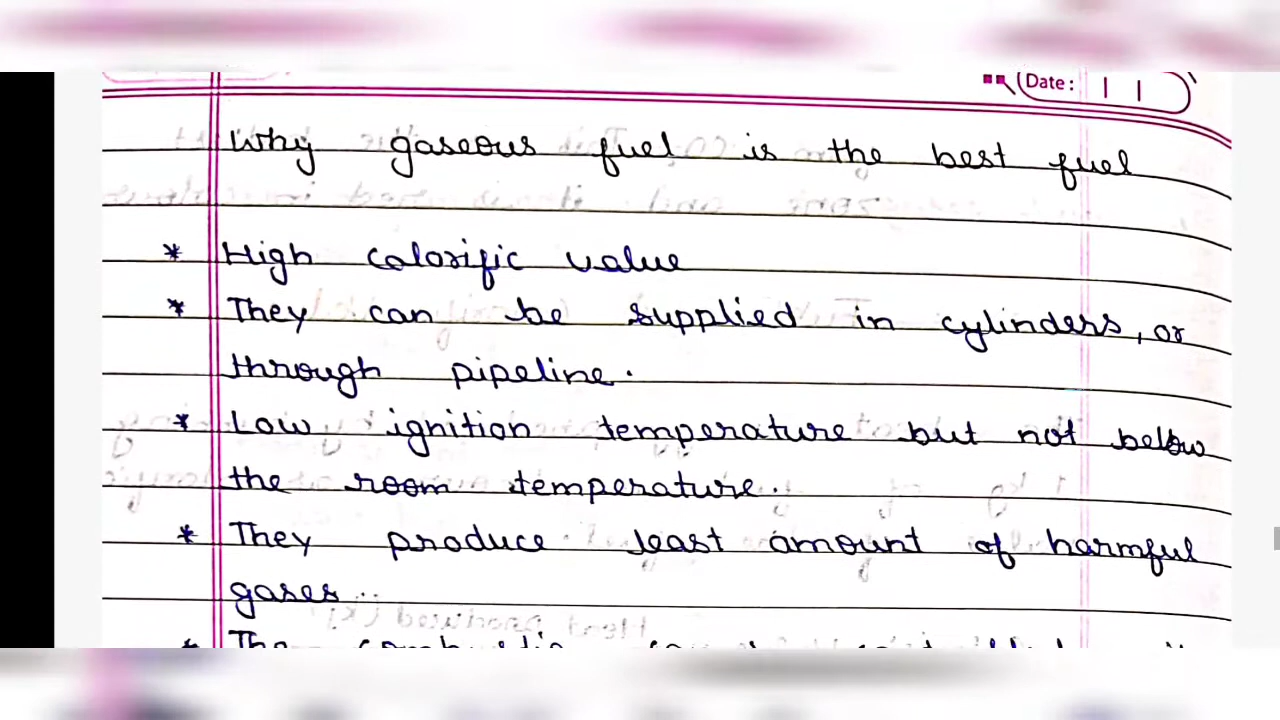 Date :
Why gaseous fuel is the best fuel
* High calorific value
* They can be supplied in cylinders, or
through pipeline.
* Low ignition temperature but not below
the room temperature.
* They produce least amount of harmful
gases.
* The